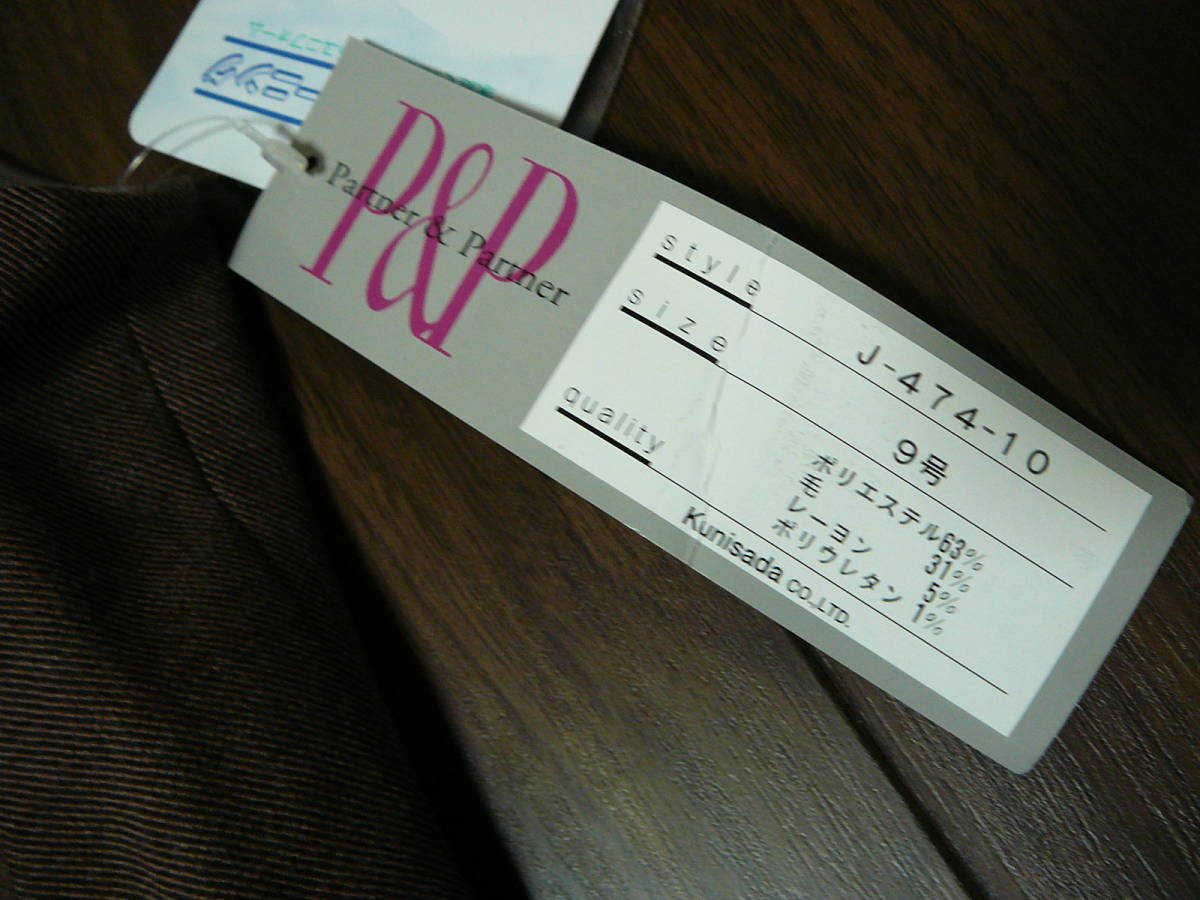 P&P
Partner & Partner
style J-474-10
size 9号
quality ポリエステル63%
毛 31%
レーヨン 5%
ポリウレタン 1%
Kunisada CO.,LTD.